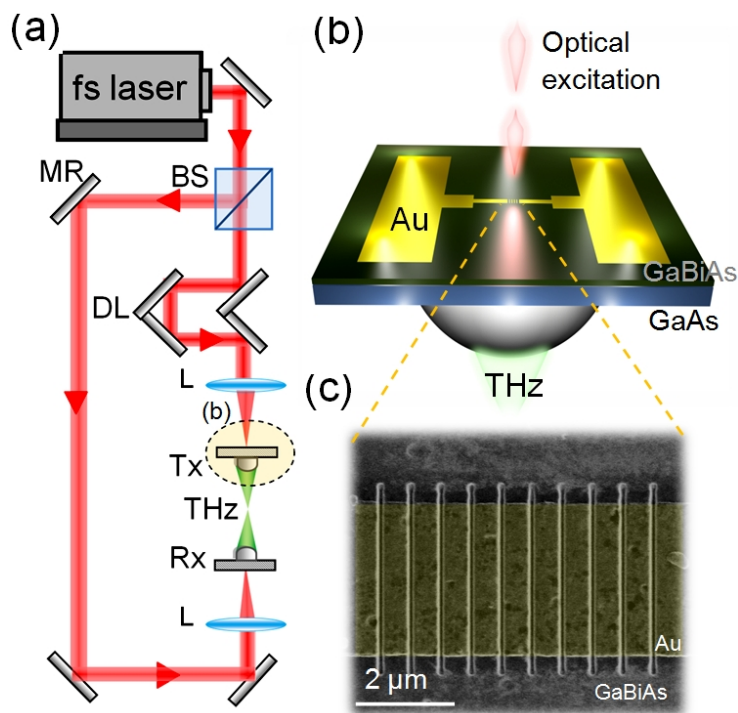 (a)
fs laser
MR
BS
DL
L
(b)
Tx
THz
Rx
L
(b)
Optical
excitation
Au
GaBiAs
GaAs
THz
(c)
Au
2 μm
GaBiAs